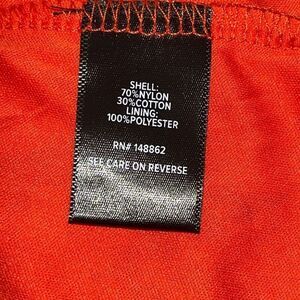 SHELL:
70%NYLON
30%COTTON
LINING:
100%POLYESTER
RN# 148862
SEE CARE ON REVERSE